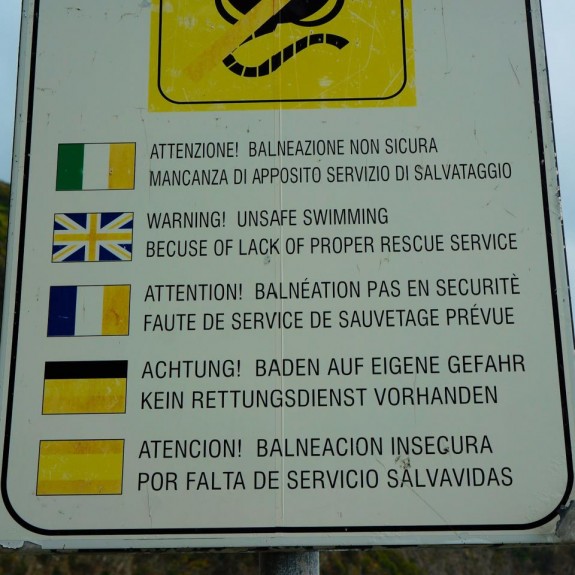 ATTENZIONE! BALNEAZIONE NON SICURA
MANCANZA DI APPOSITO SERVIZIO DI SALVATAGGIO
WARNING! UNSAFE SWIMMING
BECUSE OF LACK OF PROPER RESCUE SERVICE
ATTENTION! BALNÉATION PAS EN SECURITÈ
FAUTE DE SERVICE DE SAUVETAGE PRÉVUE
ACHTUNG! BADEN AUF EIGENE GEFAHR
KEIN RETTUNGSDIENST VORHANDEN
ATENCION! BALNEACION INSECURA
POR FALTA DE SERVICIO SALVAVIDAS